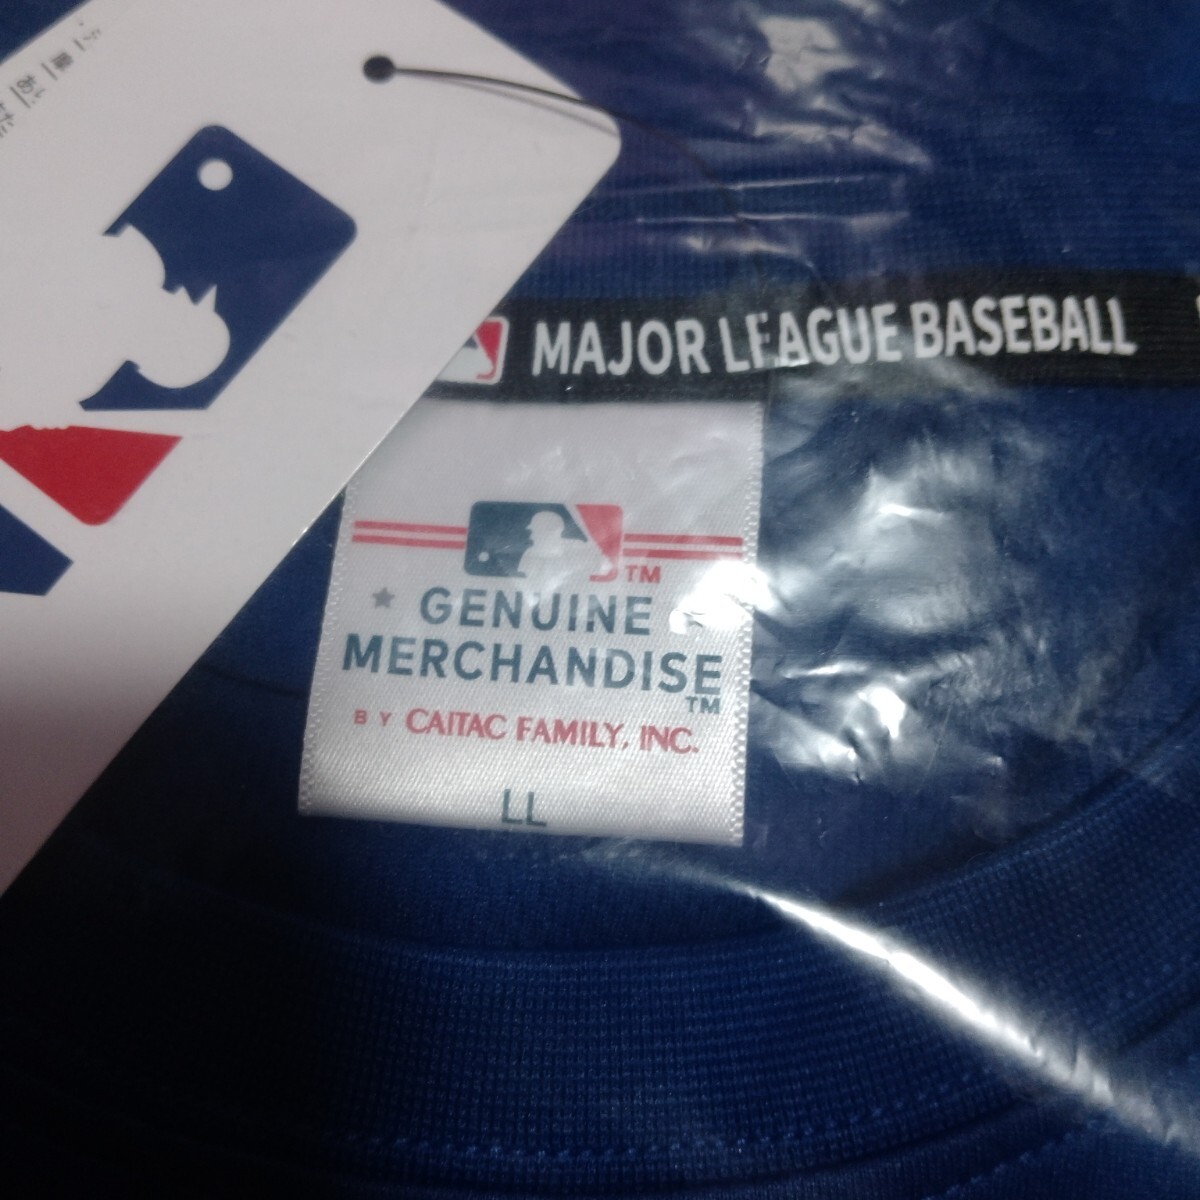 MAJOR LEAGUE BASEBALL
TM
GENUINE
MERCHANDISE
TM
BY CAITAC FAMILY, INC.
LL